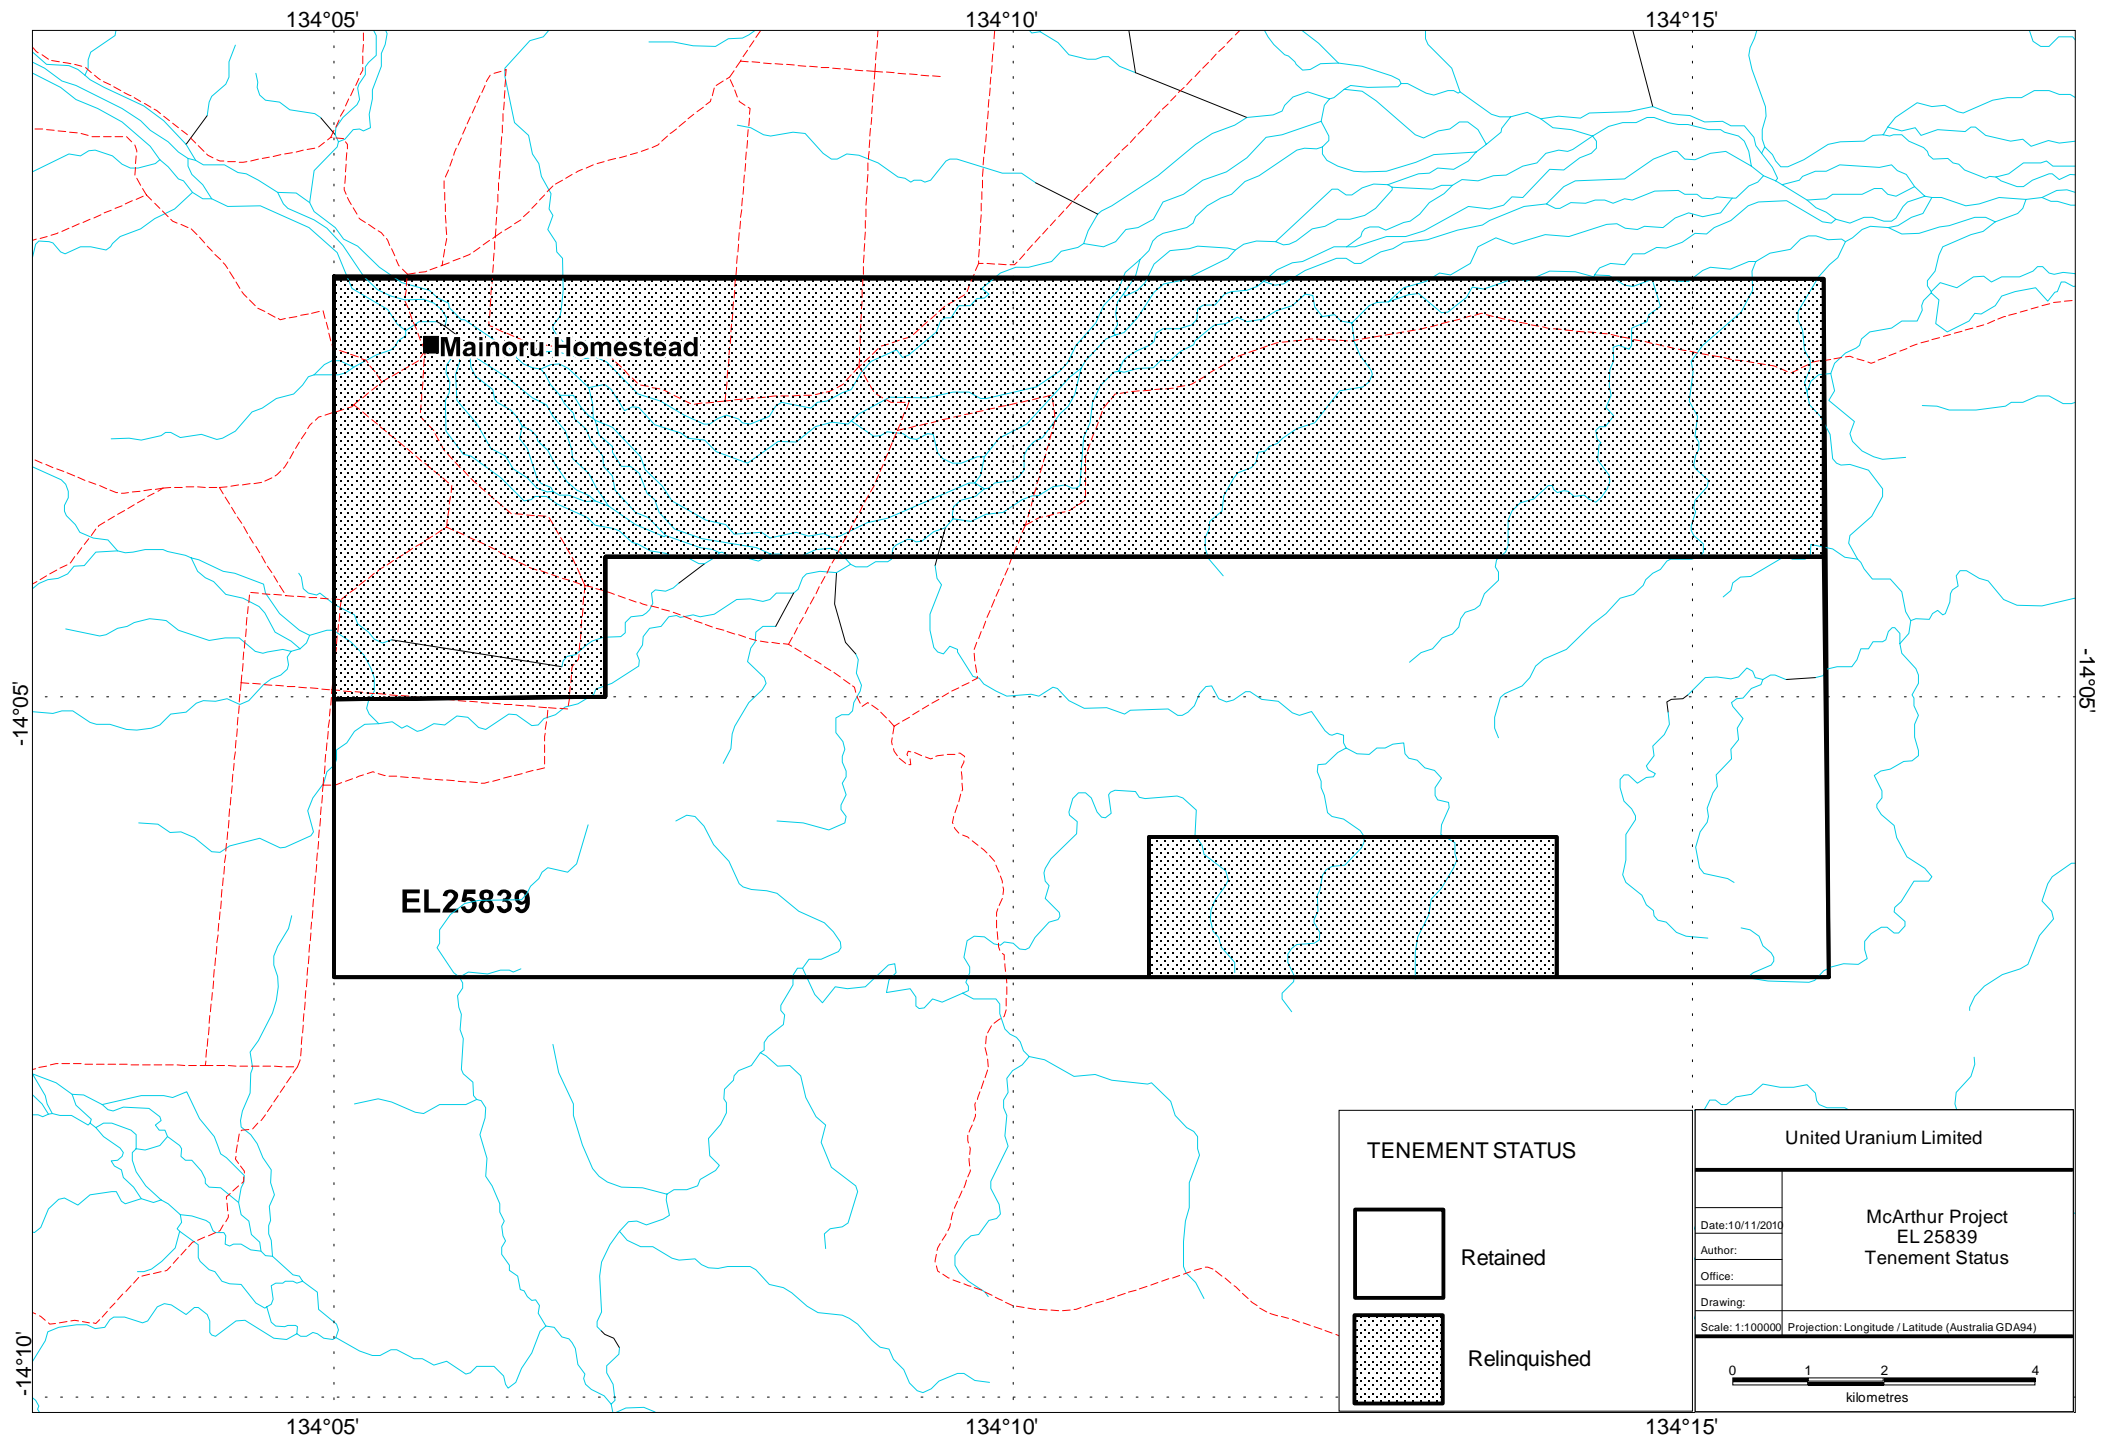 134°05' 134°10' 134°15'
Mainoru Homestead
-14°05' -14°05'
EL25839
TENEMENT STATUS
Retained
Relinquished
United Uranium Limited
McArthur Project
EL 25839
Tenement Status
Date:10/11/2010
Author:
Office:
Drawing:
Scale: 1:100000 Projection: Longitude / Latitude (Australia GDA94)
0 1 2 4
kilometres
-14°10'
134°05' 134°10' 134°15'